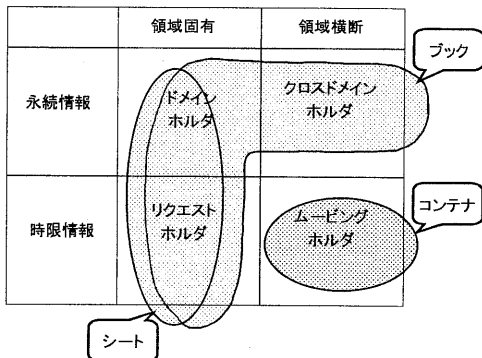 領域固有
領域横断
ブック
永続情報
ドメイン
ホルダ
クロスドメイン
ホルダ
時限情報
リクエスト
ホルダ
ムービング
ホルダ
コンテナ
シート